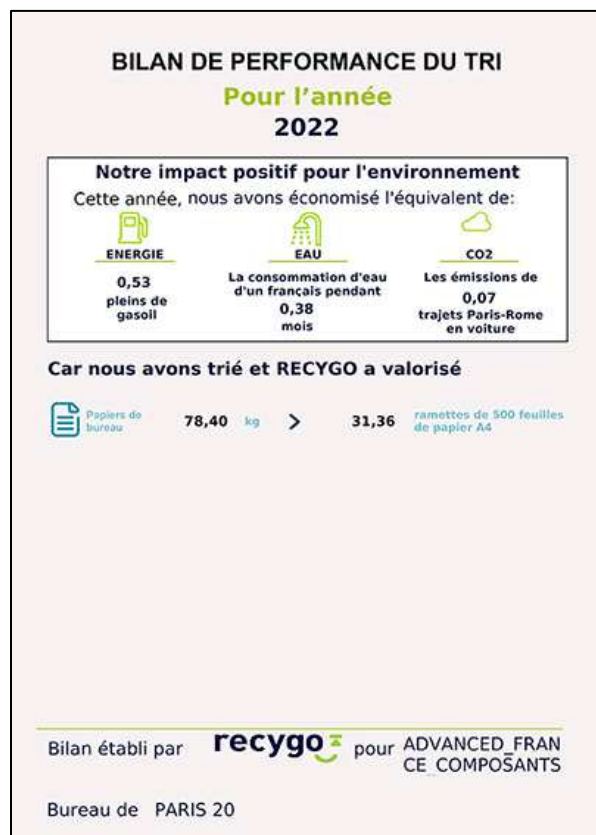 BILAN DE PERFORMANCE DU TRI
Pour l’année
2022
Notre impact positif pour l'environnement
Cette année, nous avons économisé l'équivalent de:
ENERGIE
0,53
pleins de
gasoil
EAU
La consommation d'eau
d'un français pendant
0,38
mois
CO2
Les émissions de
0,07
trajets Paris-Rome
en voiture
Car nous avons trié et RECYGO a valorisé
Papiers de
bureau
78,40 kg > 31,36
ramettes de 500 feuilles
de papier A4
Bilan établi par recygo pour ADVANCED_FRAN
CE_COMPOSANTS
Bureau de PARIS 20